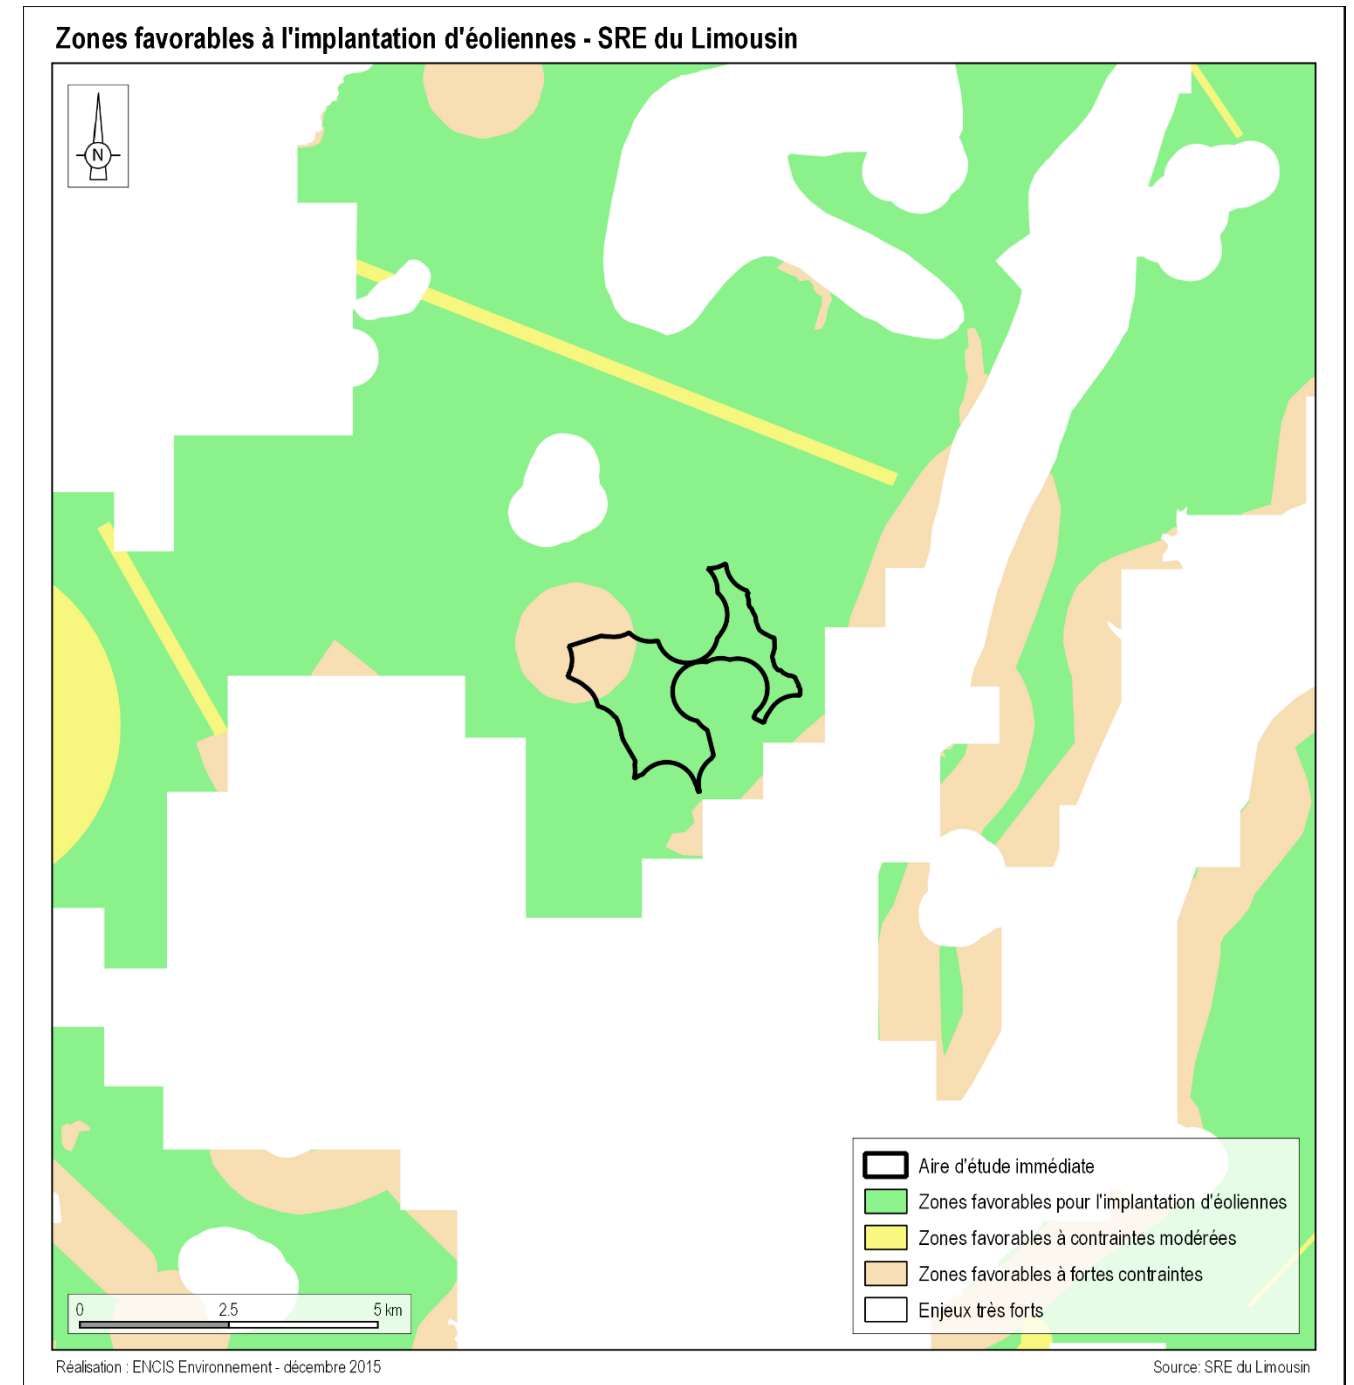 Zones favorables à l'implantation d'éoliennes - SRE du Limousin
N
Aire d'étude immédiate
Zones favorables pour l'implantation d'éoliennes
Zones favorables à contraintes modérées
Zones favorables à fortes contraintes
Enjeux très forts
0 2.5 5 km
Réalisation : ENCIS Environnement - décembre 2015
Source: SRE du Limousin